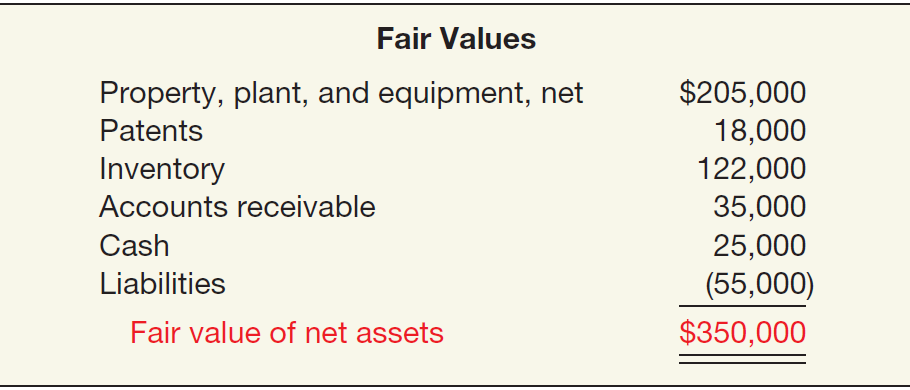 Fair Values
Property, plant, and equipment, net $205,000
Patents 18,000
Inventory 122,000
Accounts receivable 35,000
Cash 25,000
Liabilities (55,000)
Fair value of net assets $350,000